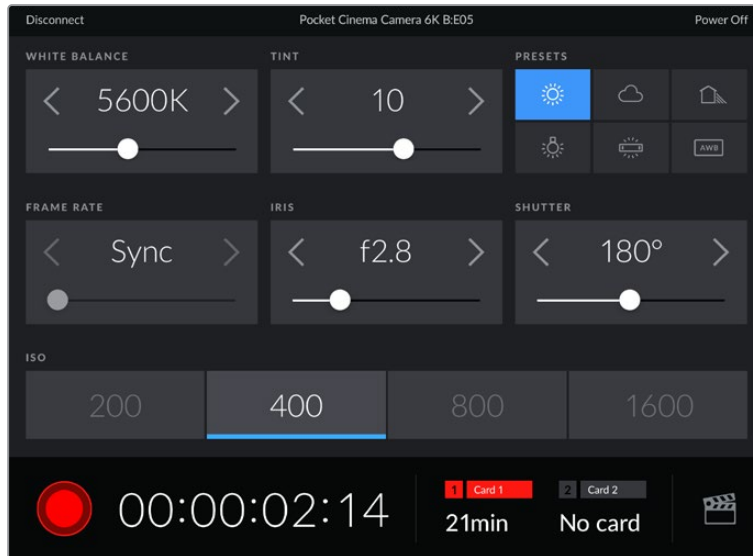 Disconnect Pocket Cinema Camera 6K B:E05 Power Off
WHITE BALANCE TINT PRESETS
5600K 10
AWB
FRAME RATE IRIS SHUTTER
Sync f2.8 180°
ISO
200 400 800 1600
1 Card 1 2 Card 2
00:00:02:14 21min No card